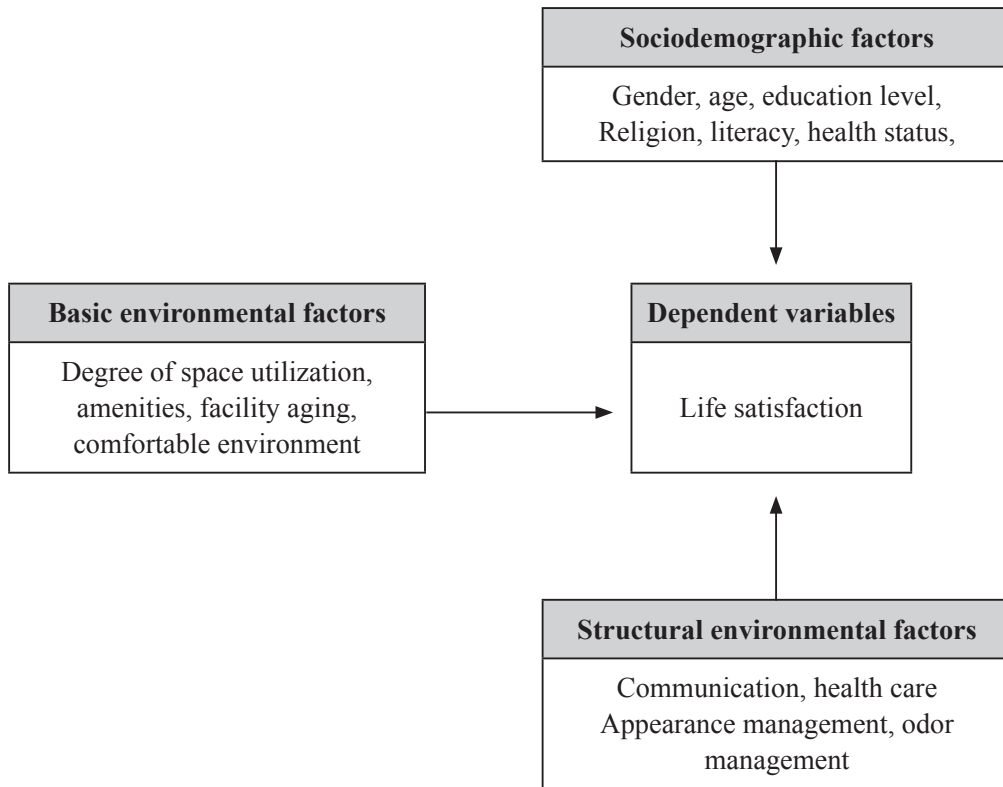 Sociodemographic factors
Gender, age, education level,
Religion, literacy, health status,
Basic environmental factors
Degree of space utilization,
amenities, facility aging,
comfortable environment
Dependent variables
Life satisfaction
Structural environmental factors
Communication, health care
Appearance management, odor
management